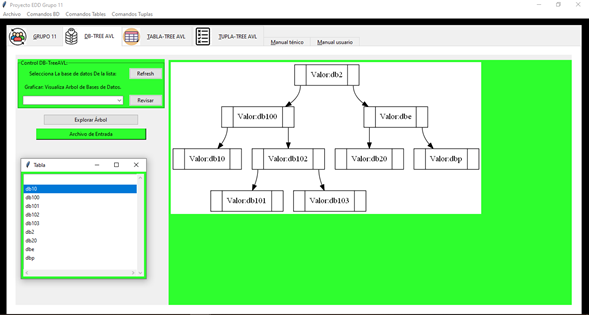 Proyecto EDD Grupo 11
Archivo Comandos BD Comandos Tablas Comandos Tuplas
GRUPO 11
DB-TREE AVL
TABLA-TREE AVL
TUPLA-TREE AVL
Manual ténico
Manual usuario
Control DB-TreeAVL:
Selecciona La base de datos De la lista:
Refresh
Graficar: Visualiza Arbol de Bases de Datos.
Revisar
Explorar Árbol
Archivo de Entrada
Tabla
db10
db100
db101
db102
db103
db2
db20
dbe
dbp
Valor:db2
Valor:db100
Valor:dbe
Valor:db10
Valor:db102
Valor:db20
Valor:dbp
Valor:db101
Valor:db103